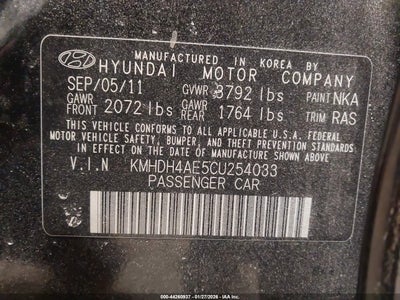 MANUFACTURED IN KOREA BY
HYUNDAI MOTOR COMPANY
SEP/05/11 GVWR 3792 lbs PAINT NKA
GAWR FRONT 2072 lbs GAWR REAR 1764 lbs TRIM RAS
THIS VEHICLE CONFORMS TO ALL APPLICABLE U.S.A. FEDERAL
MOTOR VEHICLE SAFETY, BUMPER, AND THEFT PREVENTION
STANDARDS IN EFFECT ON THE DATE OF MANUFACTURE SHOWN ABOVE.
V.I.N KMHDH4AE5CU254033
PASSENGER CAR
000-44260937 - 01/27/2026 - IAA Inc.